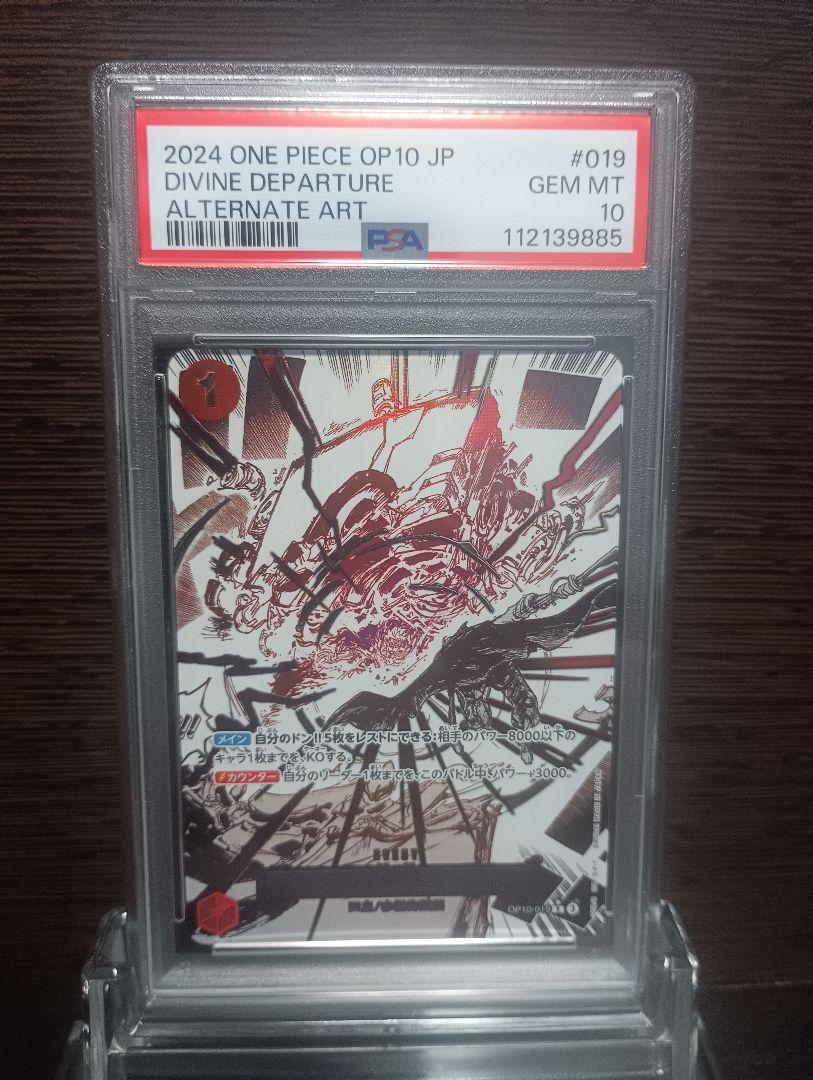 2024 ONE PIECE OP10 JP
#019
DIVINE DEPARTURE
GEM MT
ALTERNATE ART
10
PSA
112139885
1
メイン 自分のドン!!5枚をレストにできる:相手のパワー8000以下の
キャラ1枚までを、KOする。
カウンター 自分のリーダー1枚までを、このバトル中、パワー+3000。
EVENT
OP10-019